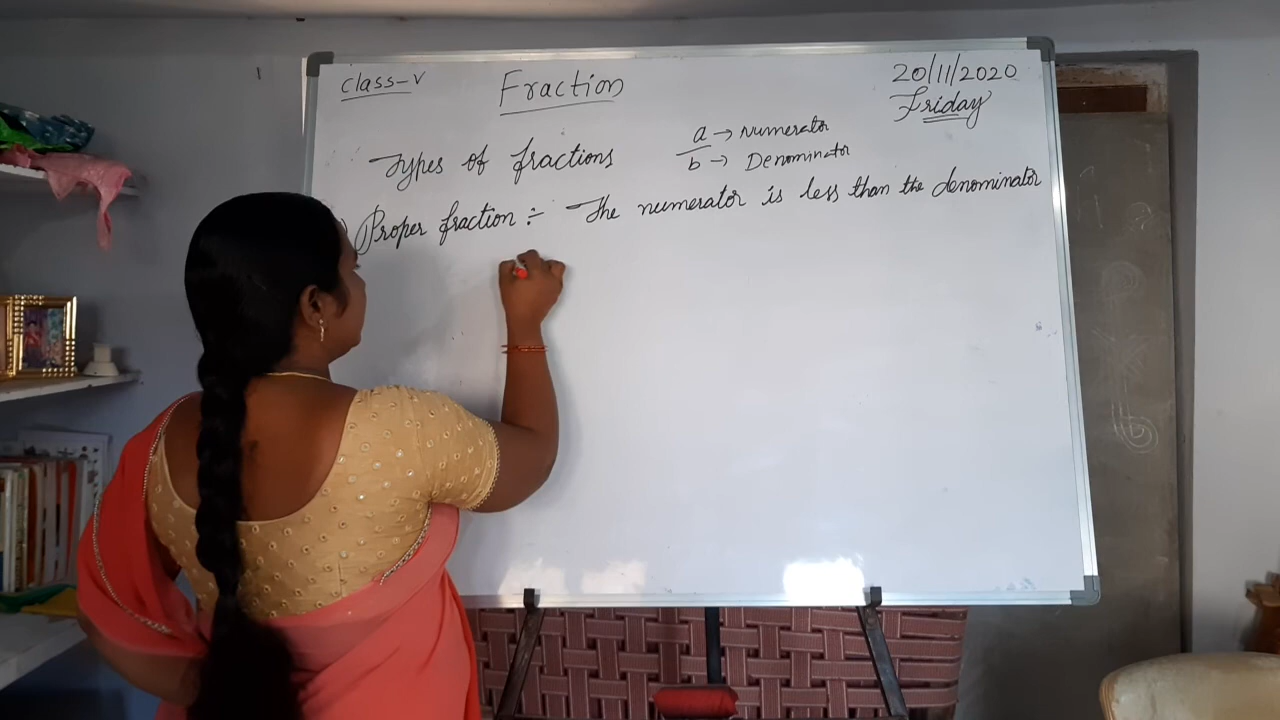 Class-V
Fraction
20/11/2020
Friday
Types of fractions
a → Numerator
b → Denominator
) Proper fraction :- The numerator is less than the denominator